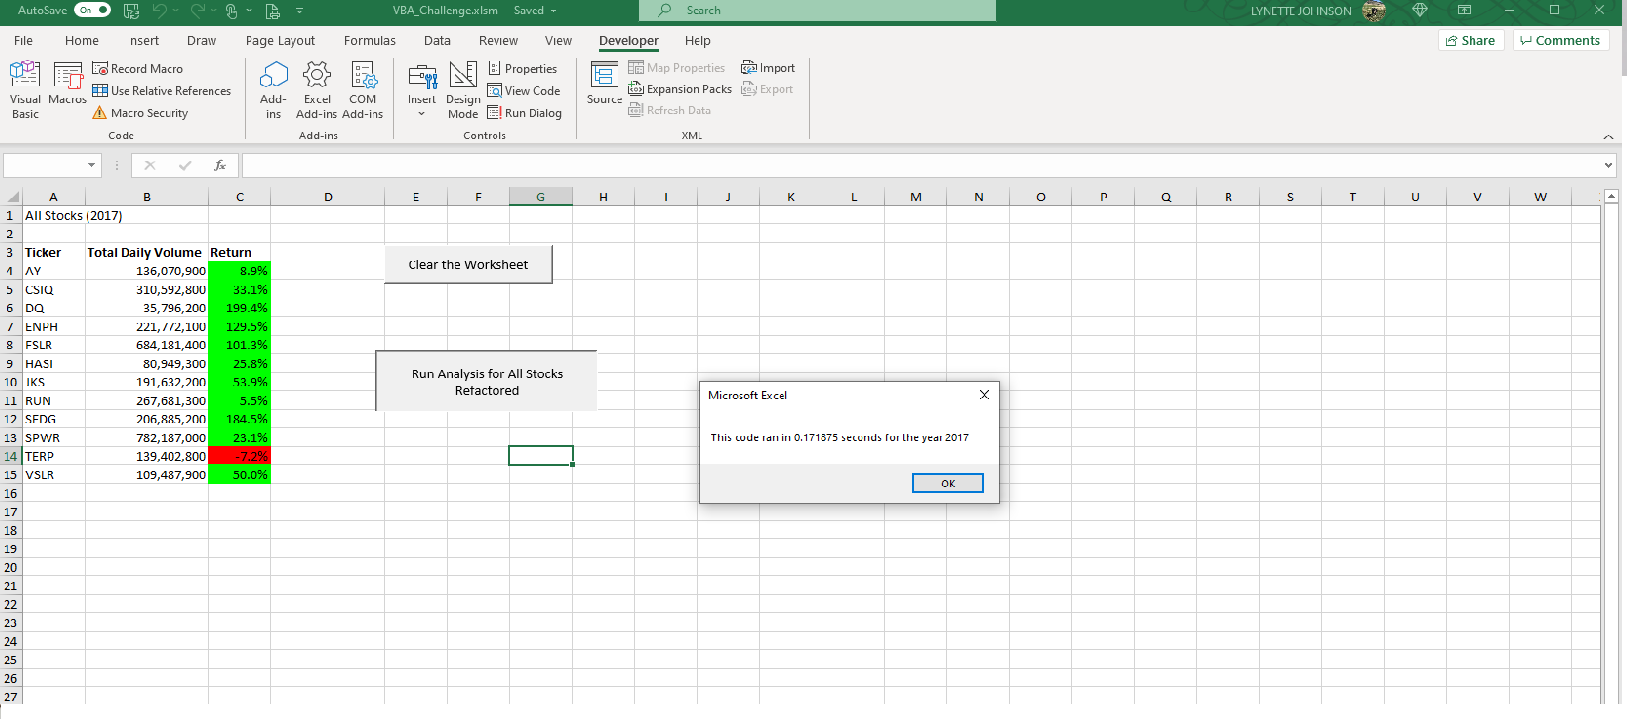 AutoSave On VBA_Challenge.xlsm Saved Search LYNETTE JOHNSON
File Home Insert Draw Page Layout Formulas Data Review View Developer Help Share Comments
Visual Basic
Macros
Record Macro
Use Relative References
Macro Security
Code
Add-ins
Excel Add-ins
COM Add-ins
Add-ins
Insert
Design Mode
Properties
View Code
Run Dialog
Controls
Source
Map Properties
Expansion Packs
Refresh Data
Import
Export
XML
fx
A B C D E F G H I J K L M N O P Q R S T U V W
1 All Stocks (2017)
2
3 Ticker Total Daily Volume Return
4 AY 136,070,900 8.9%
5 CSIQ 310,592,800 33.1%
6 DQ 35,796,200 199.4%
7 ENPH 221,772,100 129.5%
8 FSLR 684,181,400 101.3%
9 HASI 80,949,300 25.8%
10 JKS 191,632,200 53.9%
11 RUN 267,681,300 5.5%
12 SEDG 206,885,200 184.5%
13 SPWR 782,187,000 23.1%
14 TERP 139,402,800 -7.2%
15 VSLR 109,487,900 50.0%
16
17
18
19
20
21
22
23
24
25
26
27
Clear the Worksheet
Run Analysis for All Stocks
Refactored
Microsoft Excel
This code ran in 0.171875 seconds for the year 2017
OK